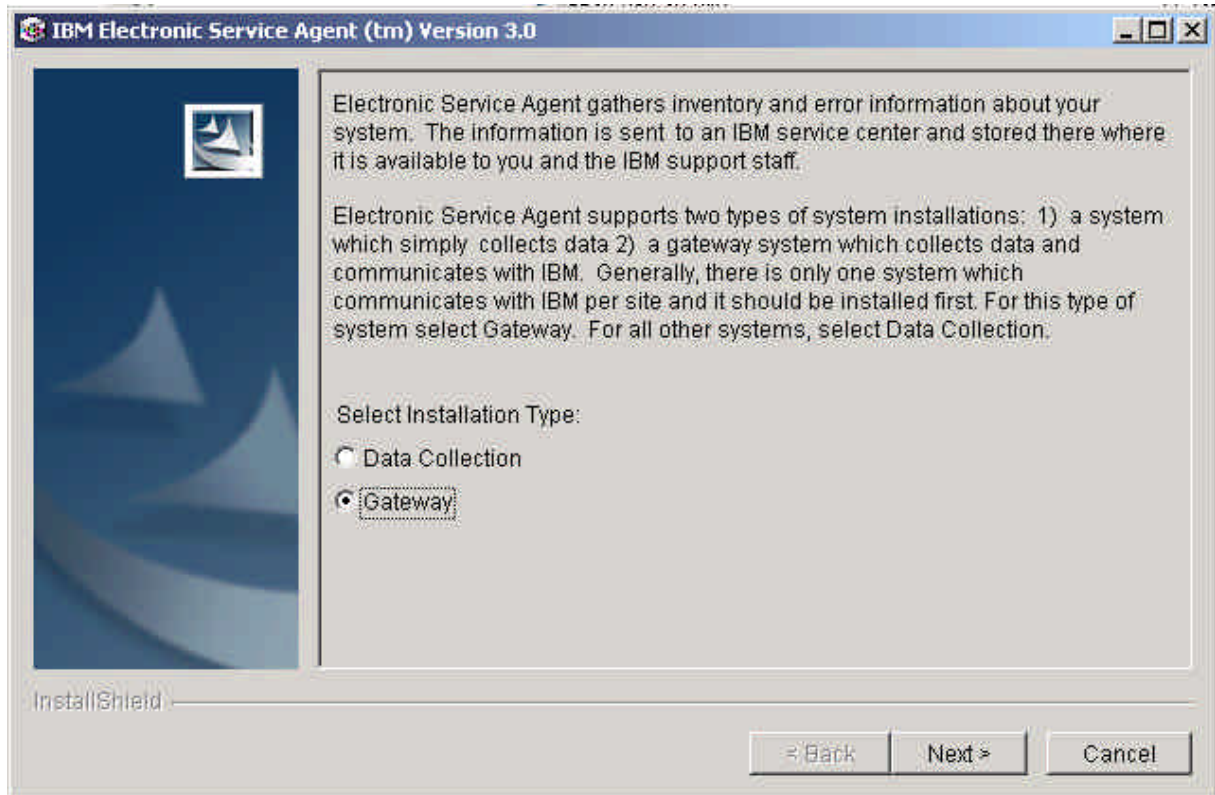 IBM Electronic Service Agent (tm) Version 3.0
Electronic Service Agent gathers inventory and error information about your
system. The information is sent to an IBM service center and stored there where
it is available to you and the IBM support staff.
Electronic Service Agent supports two types of system installations: 1) a system
which simply collects data 2) a gateway system which collects data and
communicates with IBM. Generally, there is only one system which
communicates with IBM per site and it should be installed first. For this type of
system select Gateway. For all other systems, select Data Collection.
Select Installation Type:
Data Collection
Gateway
InstallShield
< Back
Next >
Cancel